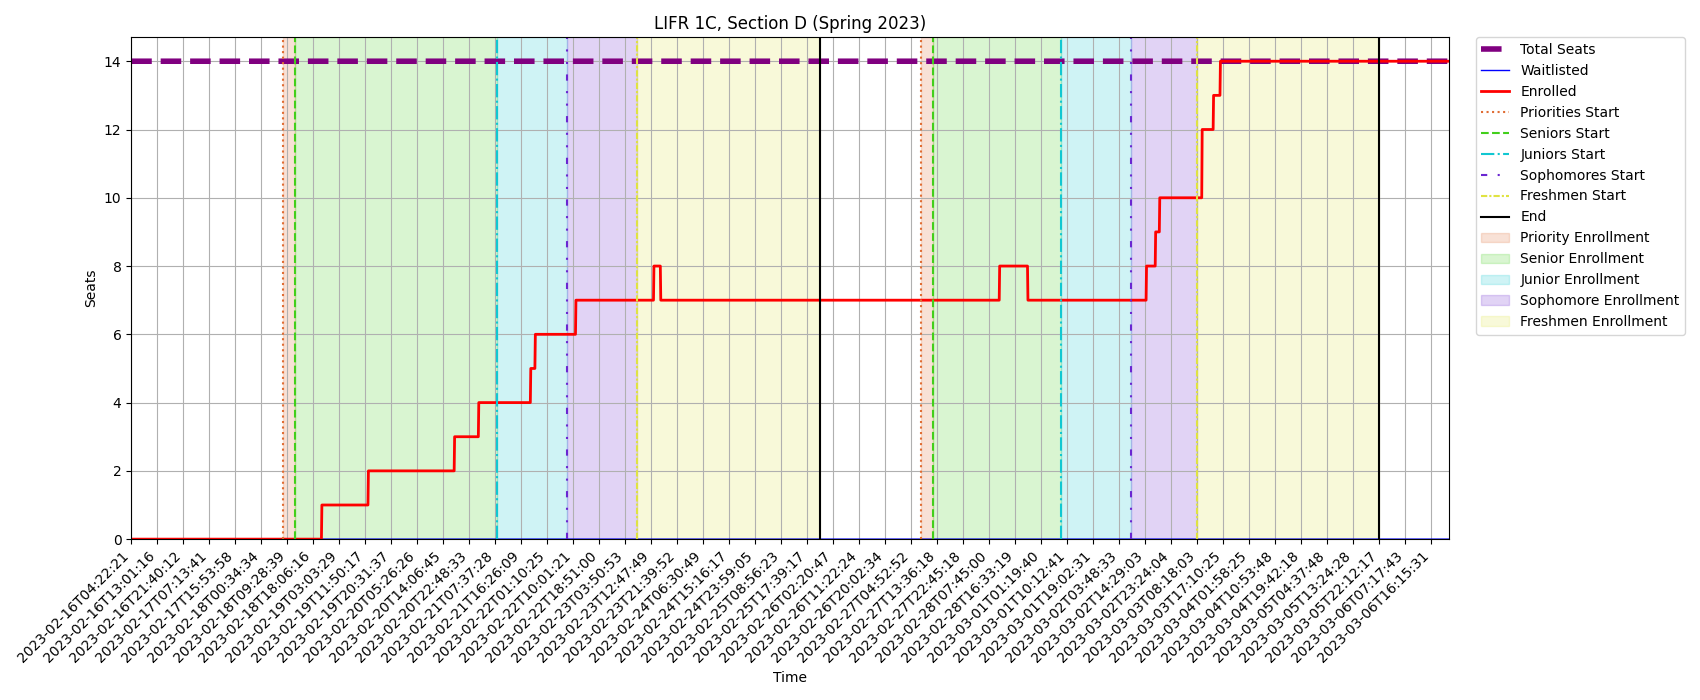 LIFR 1C, Section D (Spring 2023)
Seats
14
12
10
8
6
4
2
0
2023-02-16T04:22:21
2023-02-16T13:01:16
2023-02-16T21:40:12
2023-02-17T07:13:41
2023-02-17T15:53:58
2023-02-18T00:34:34
2023-02-18T09:28:39
2023-02-18T18:06:16
2023-02-19T03:03:29
2023-02-19T11:50:17
2023-02-19T20:31:37
2023-02-20T05:26:26
2023-02-20T14:06:45
2023-02-20T22:48:33
2023-02-21T07:37:28
2023-02-21T16:26:09
2023-02-22T01:10:25
2023-02-22T10:01:21
2023-02-22T18:51:00
2023-02-23T03:50:53
2023-02-23T12:47:49
2023-02-23T21:39:52
2023-02-24T06:30:49
2023-02-24T15:16:17
2023-02-24T23:59:05
2023-02-25T08:56:23
2023-02-25T17:39:17
2023-02-26T02:20:47
2023-02-26T11:22:24
2023-02-26T20:02:34
2023-02-27T04:52:52
2023-02-27T13:36:18
2023-02-27T22:45:18
2023-02-28T07:45:00
2023-02-28T16:33:19
2023-03-01T01:19:40
2023-03-01T10:12:41
2023-03-01T19:02:31
2023-03-02T03:48:33
2023-03-02T14:29:03
2023-03-02T23:24:04
2023-03-03T08:18:03
2023-03-03T17:10:25
2023-03-04T01:58:25
2023-03-04T10:53:48
2023-03-04T19:42:18
2023-03-05T04:37:48
2023-03-05T13:24:28
2023-03-05T22:12:17
2023-03-06T07:17:43
2023-03-06T16:15:31
Time
Total Seats
Waitlisted
Enrolled
Priorities Start
Seniors Start
Juniors Start
Sophomores Start
Freshmen Start
End
Priority Enrollment
Senior Enrollment
Junior Enrollment
Sophomore Enrollment
Freshmen Enrollment